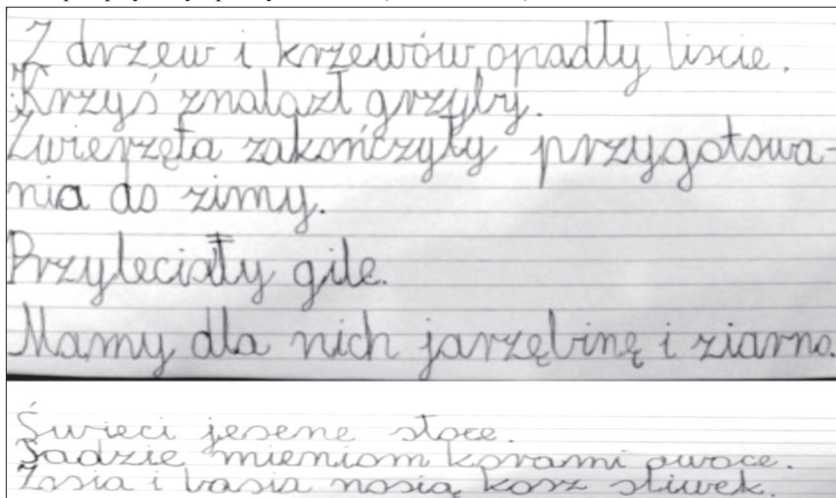 Z drzew i krzewów opadły liscie.
Krzyś znalazł grzyby.
Zwierzęta zakończyły przygotowa-
nia do zimy.
Przyleciały gile.
Mamy dla nich jarzębinę i ziarno.
Świeci jesene słoce.
Sadzie mieniom korami owoce.
Zosia i basia nosią kosz sliwek.